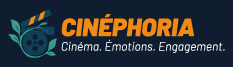 CINÉPHORIA
Cinéma. Émotions. Engagement.